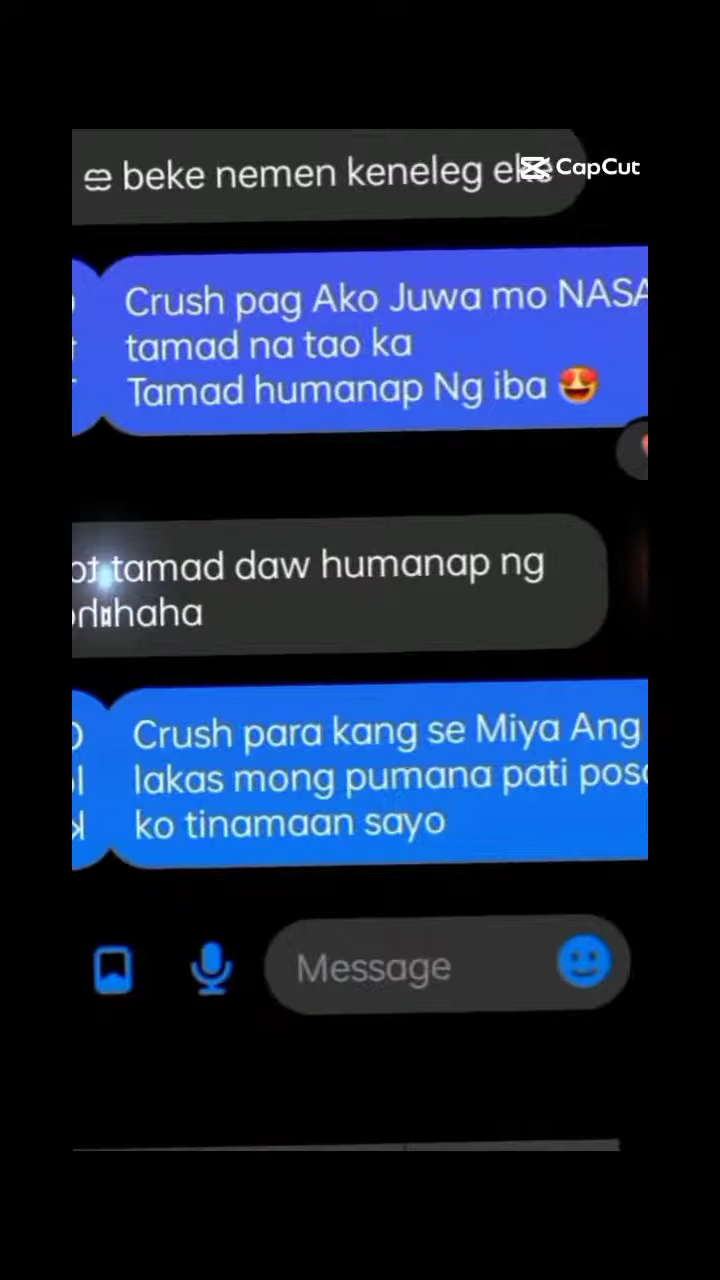 beke nemen keneleg
CapCut
Crush pag Ako Juwa mo NASA
tamad na tao ka
Tamad humanap Ng iba 😍
tamad daw humanap ng
haha
Crush para kang se Miya Ang
lakas mong pumana pati
ko tinamaan sayo
Message